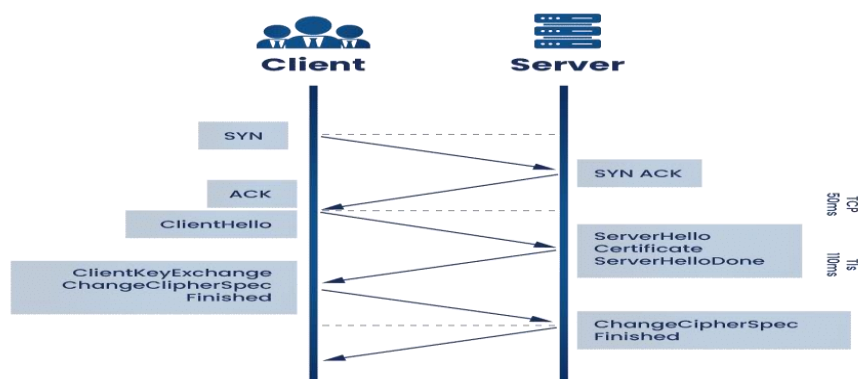 Client
Server
SYN
SYN ACK
ACK
ClientHello
TCP
50ms
ServerHello
Certificate
ServerHelloDone
Tls
110ms
ClientKeyExchange
ChangeClipherSpec
Finished
ChangeCipherSpec
Finished